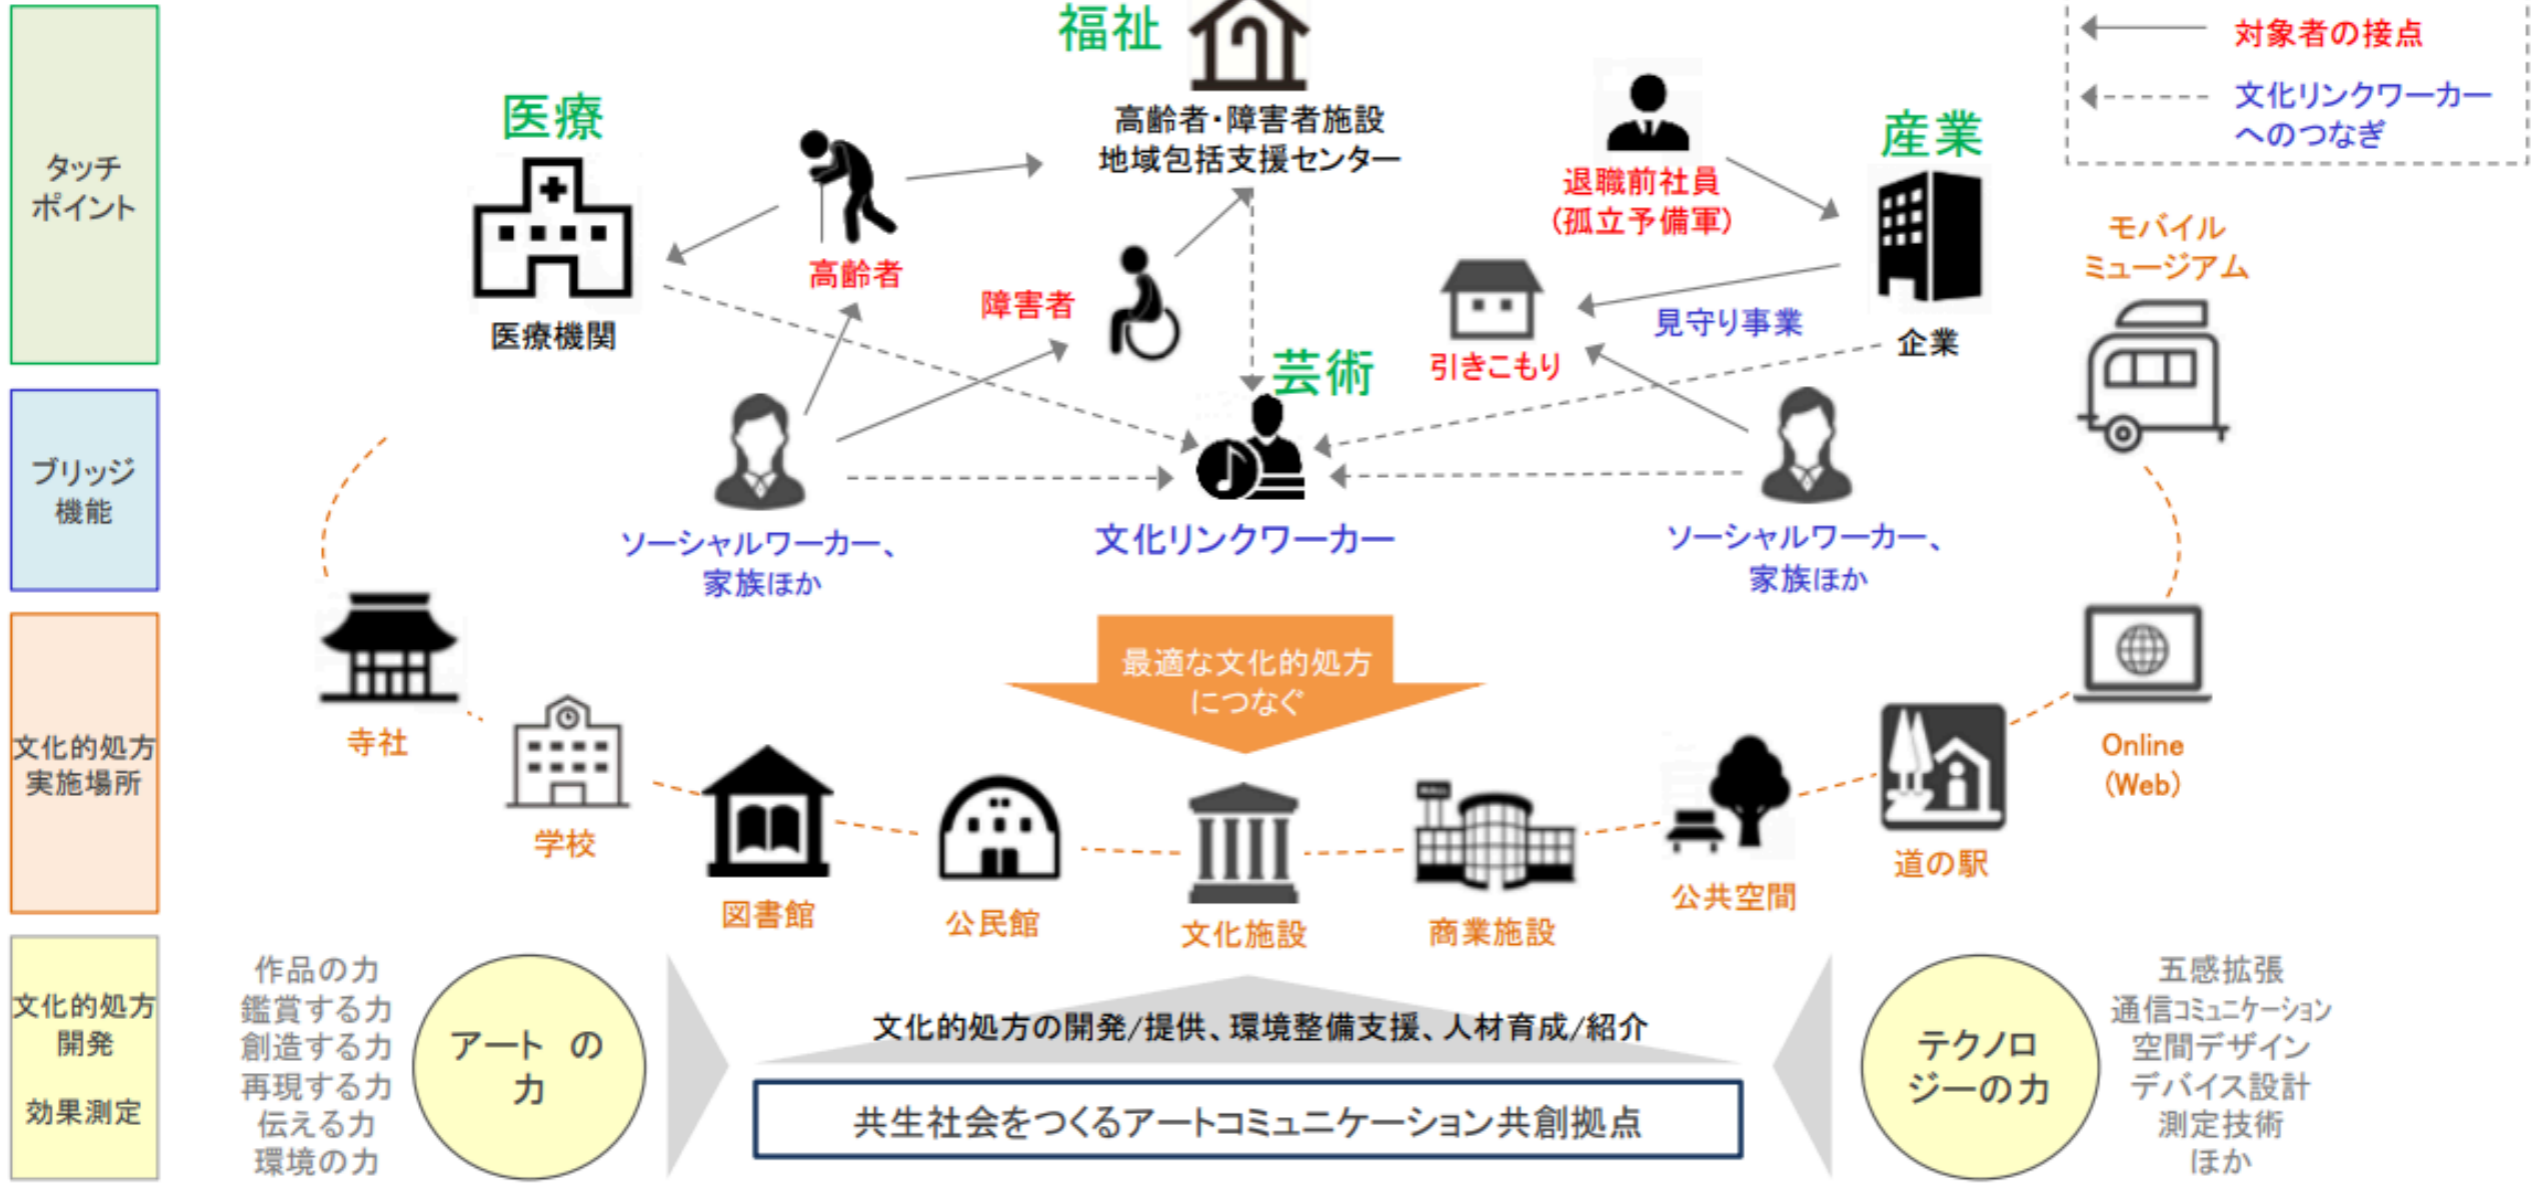 福祉
対象者の接点
文化リンクワーカー
へのつなぎ
タッチ
ポイント
医療
医療機関
高齢者
高齢者・障害者施設
地域包括支援センター
障害者
退職前社員
(孤立予備軍)
産業
企業
見守り事業
引きこもり
モバイル
ミュージアム
芸術
ブリッジ
機能
ソーシャルワーカー、
家族ほか
文化リンクワーカー
ソーシャルワーカー、
家族ほか
最適な文化的処方
につなぐ
文化的処方
実施場所
寺社
学校
図書館
公民館
文化施設
商業施設
公共空間
道の駅
Online
(Web)
文化的処方
開発
効果測定
作品の力
鑑賞する力
創造する力
再現する力
伝える力
環境の力
アート の
力
文化的処方の開発/提供、環境整備支援、人材育成/紹介
共生社会をつくるアートコミュニケーション共創拠点
テクノロ
ジーの力
五感拡張
通信コミュニケーション
空間デザイン
デバイス設計
測定技術
ほか